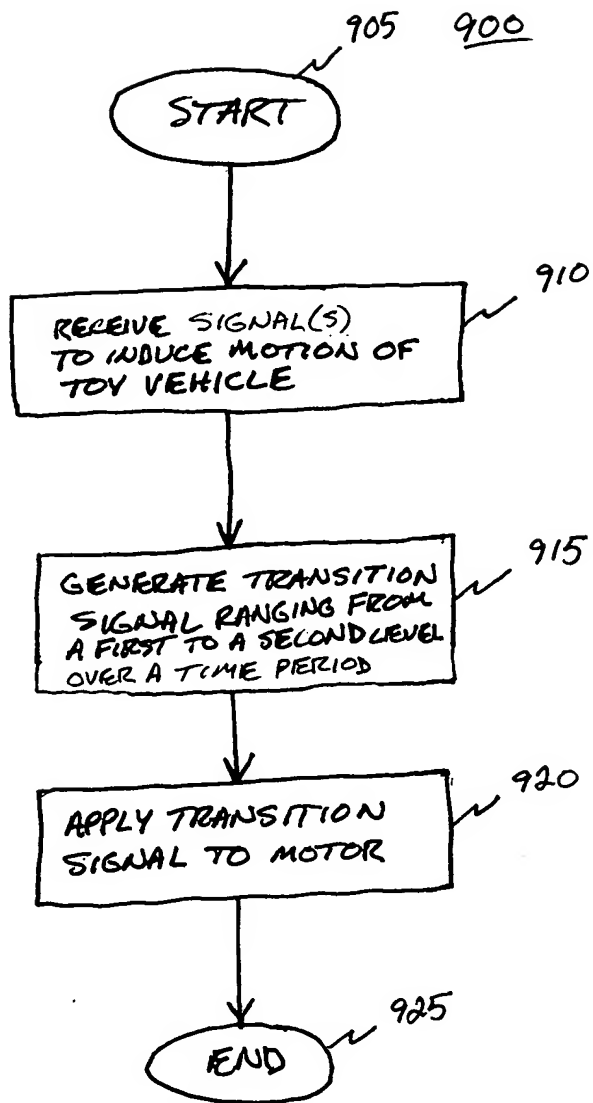 905 900
START
910
RECEIVE SIGNAL(S)
TO INDUCE MOTION OF
TOY VEHICLE
915
GENERATE TRANSITION
SIGNAL RANGING FROM
A FIRST TO A SECOND LEVEL
OVER A TIME PERIOD
920
APPLY TRANSITION
SIGNAL TO MOTOR
925
END